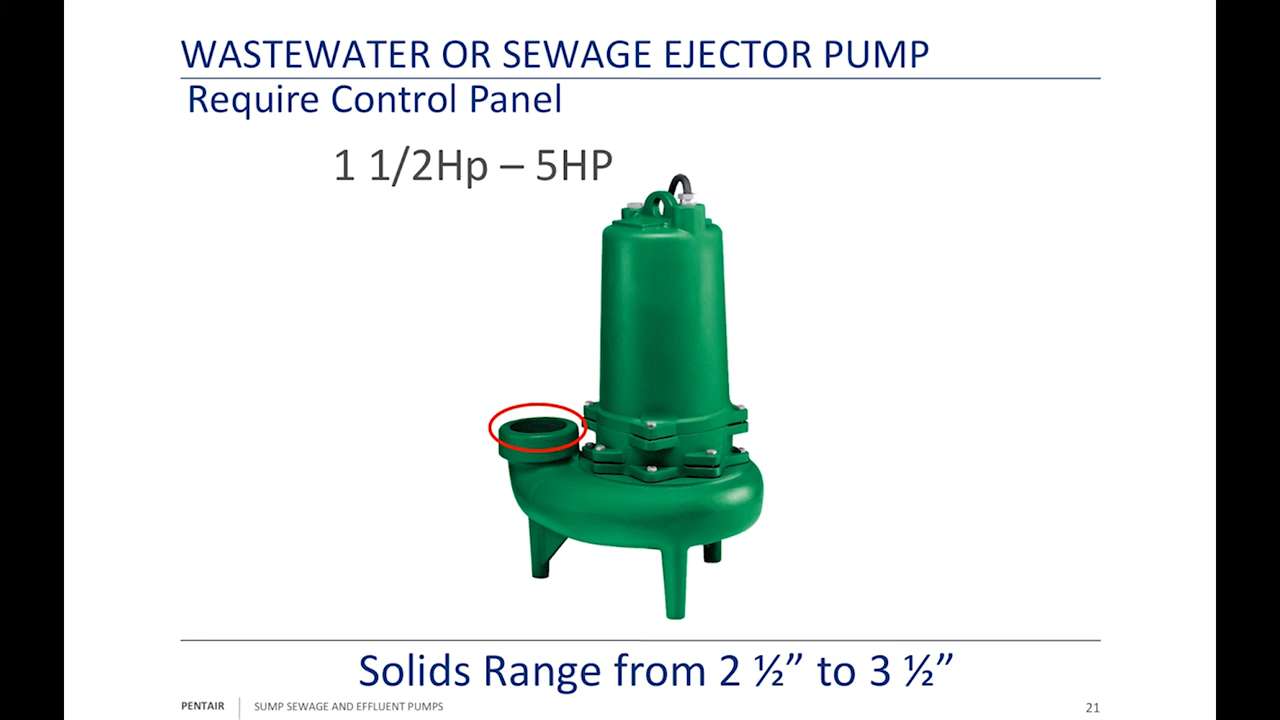 WASTEWATER OR SEWAGE EJECTOR PUMP
Require Control Panel
1 1/2Hp – 5HP
Solids Range from 2 ½” to 3 ½”
PENTAIR
SUMP SEWAGE AND EFFLUENT PUMPS
21